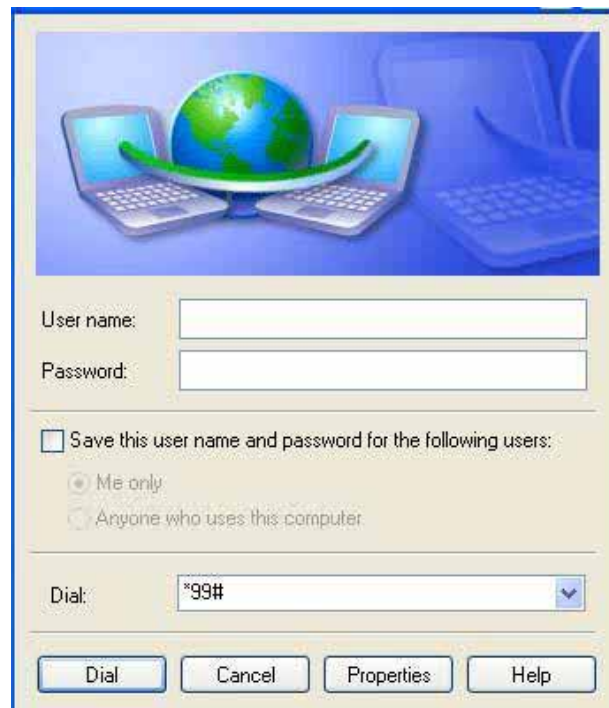 User name:
Password:
Save this user name and password for the following users:
Me only
Anyone who uses this computer
Dial: *99#
Dial Cancel Properties Help